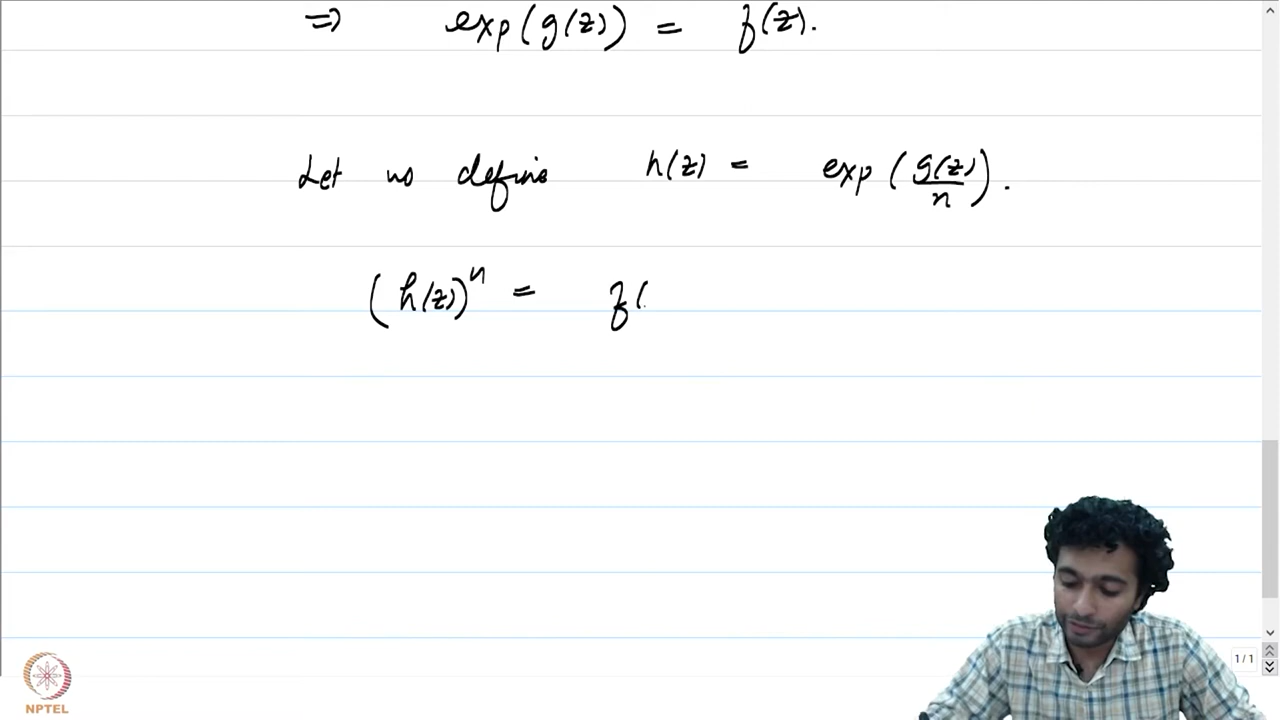 ⇒ exp(g(z)) = f(z).
Let us define h(z) = exp(g(z)/n).
(h(z))^n = f(
1/1
NPTEL